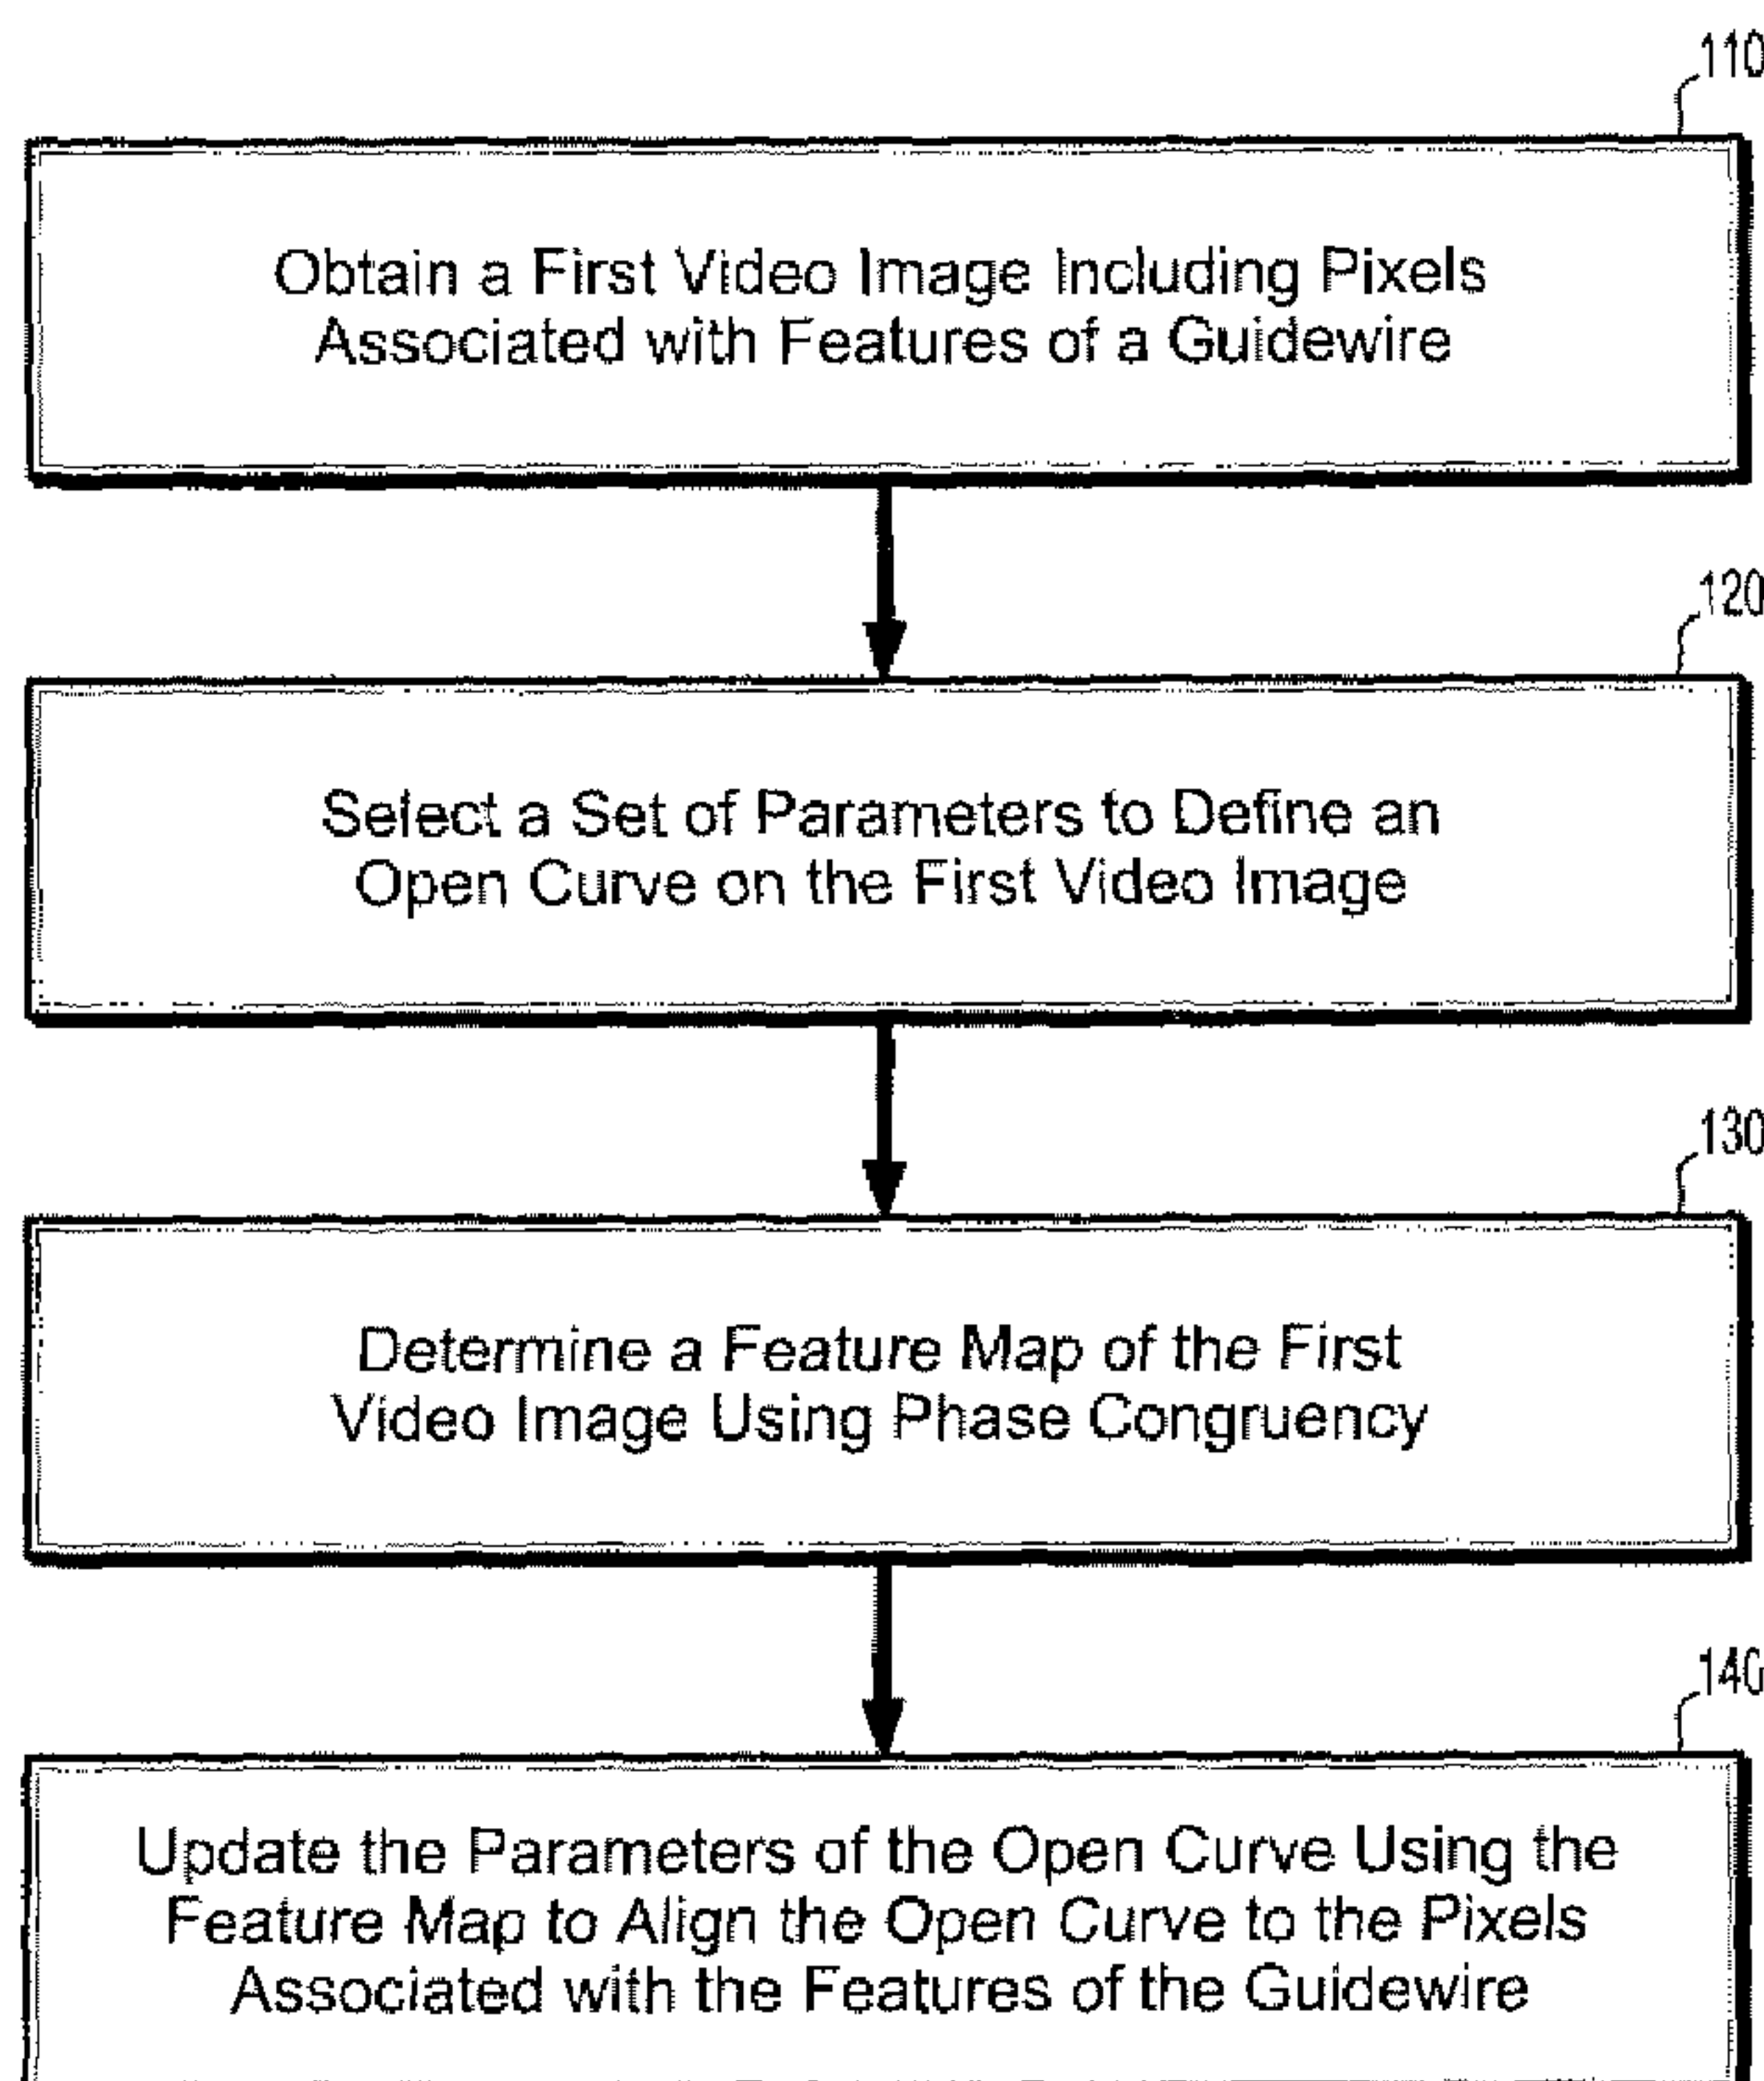 110
Obtain a First Video Image Including Pixels
Associated with Features of a Guidewire
120
Select a Set of Parameters to Define an
Open Curve on the First Video Image
130
Determine a Feature Map of the First
Video Image Using Phase Congruency
140
Update the Parameters of the Open Curve Using the
Feature Map to Align the Open Curve to the Pixels
Associated with the Features of the Guidewire